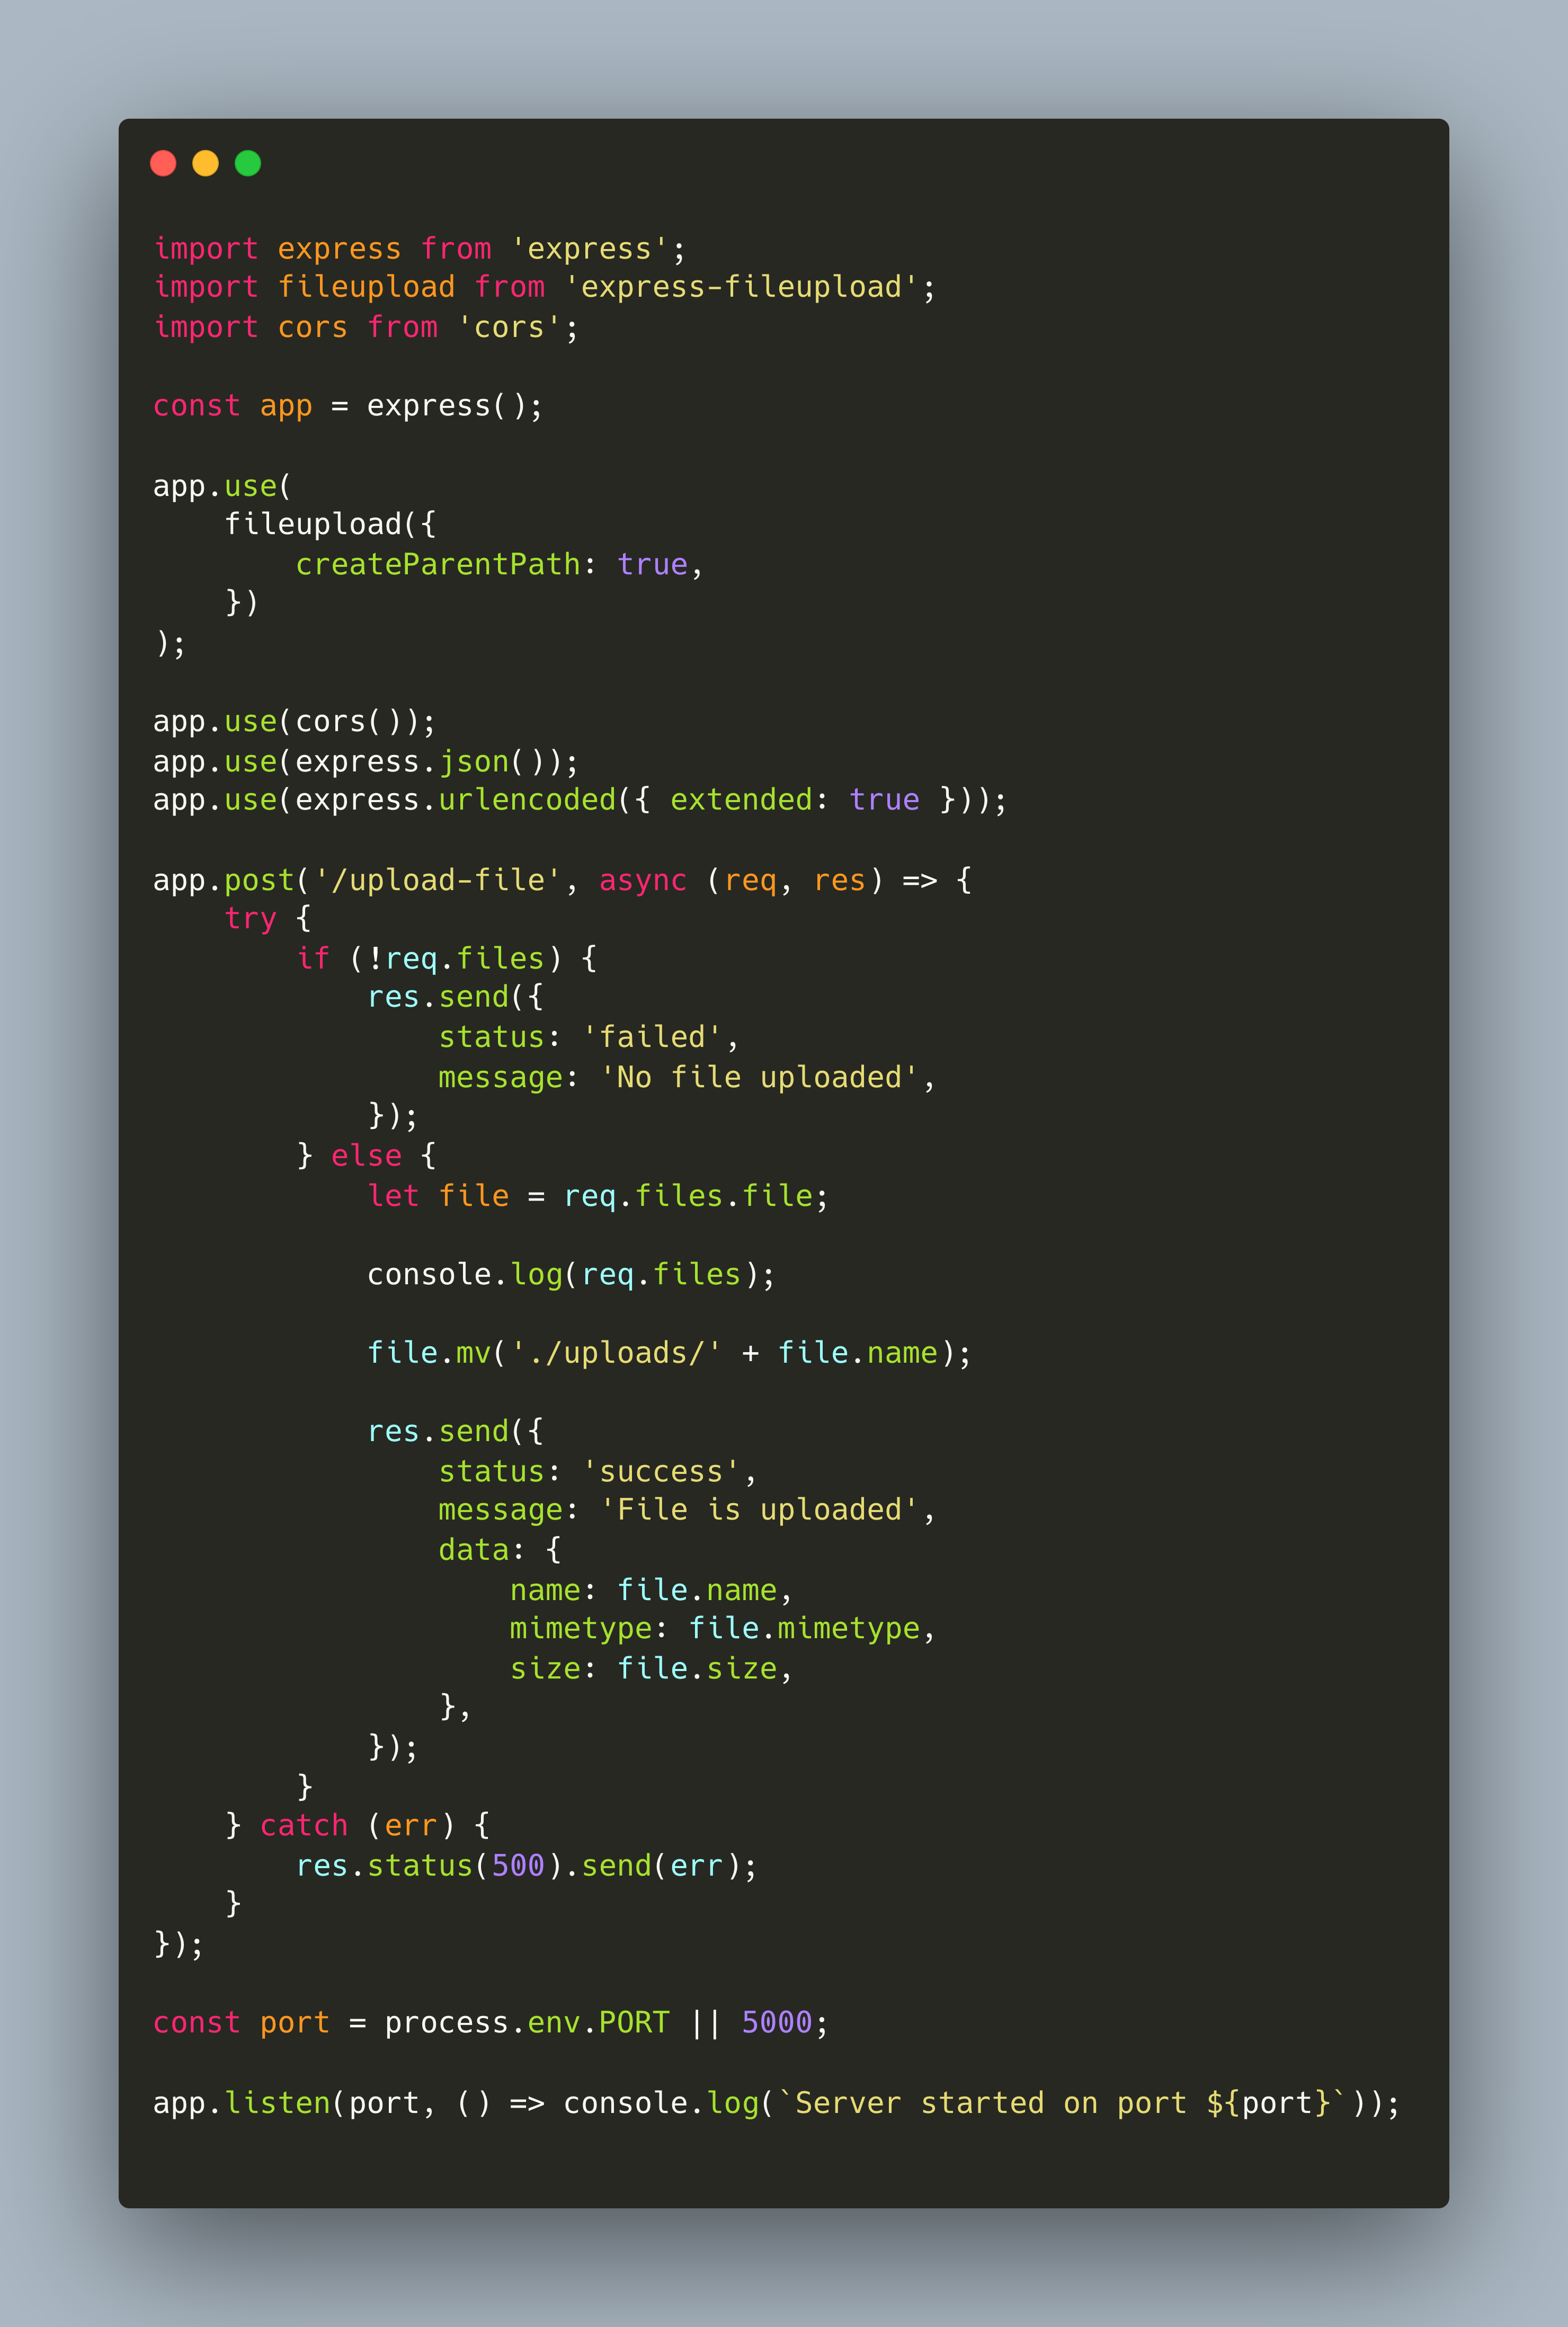 import express from 'express';
import fileupload from 'express-fileupload';
import cors from 'cors';

const app = express();

app.use(
    fileupload({
        createParentPath: true,
    })
);

app.use(cors());
app.use(express.json());
app.use(express.urlencoded({ extended: true }));

app.post('/upload-file', async (req, res) => {
    try {
        if (!req.files) {
            res.send({
                status: 'failed',
                message: 'No file uploaded',
            });
        } else {
            let file = req.files.file;

            console.log(req.files);

            file.mv('./uploads/' + file.name);

            res.send({
                status: 'success',
                message: 'File is uploaded',
                data: {
                    name: file.name,
                    mimetype: file.mimetype,
                    size: file.size,
                },
            });
        }
    } catch (err) {
        res.status(500).send(err);
    }
});

const port = process.env.PORT || 5000;

app.listen(port, () => console.log(`Server started on port ${port}`));